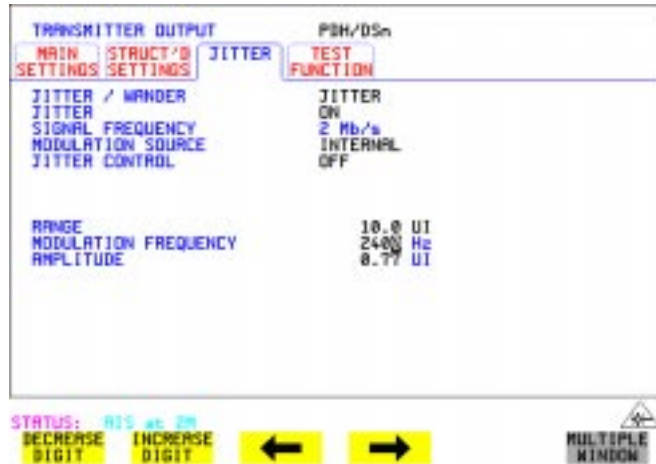 TRANSMITTER OUTPUT PDH/DSn
MAIN SETTINGS STRUCT'D SETTINGS JITTER TEST FUNCTION
JITTER / WANDER JITTER
JITTER ON
SIGNAL FREQUENCY 2 Mb/s
MODULATION SOURCE INTERNAL
JITTER CONTROL OFF
RANGE 10.0 UI
MODULATION FREQUENCY Hz
AMPLITUDE 0.77 UI
STATUS: AIS at 2M
DECREASE DIGIT INCREASE DIGIT MULTIPLE WINDOW